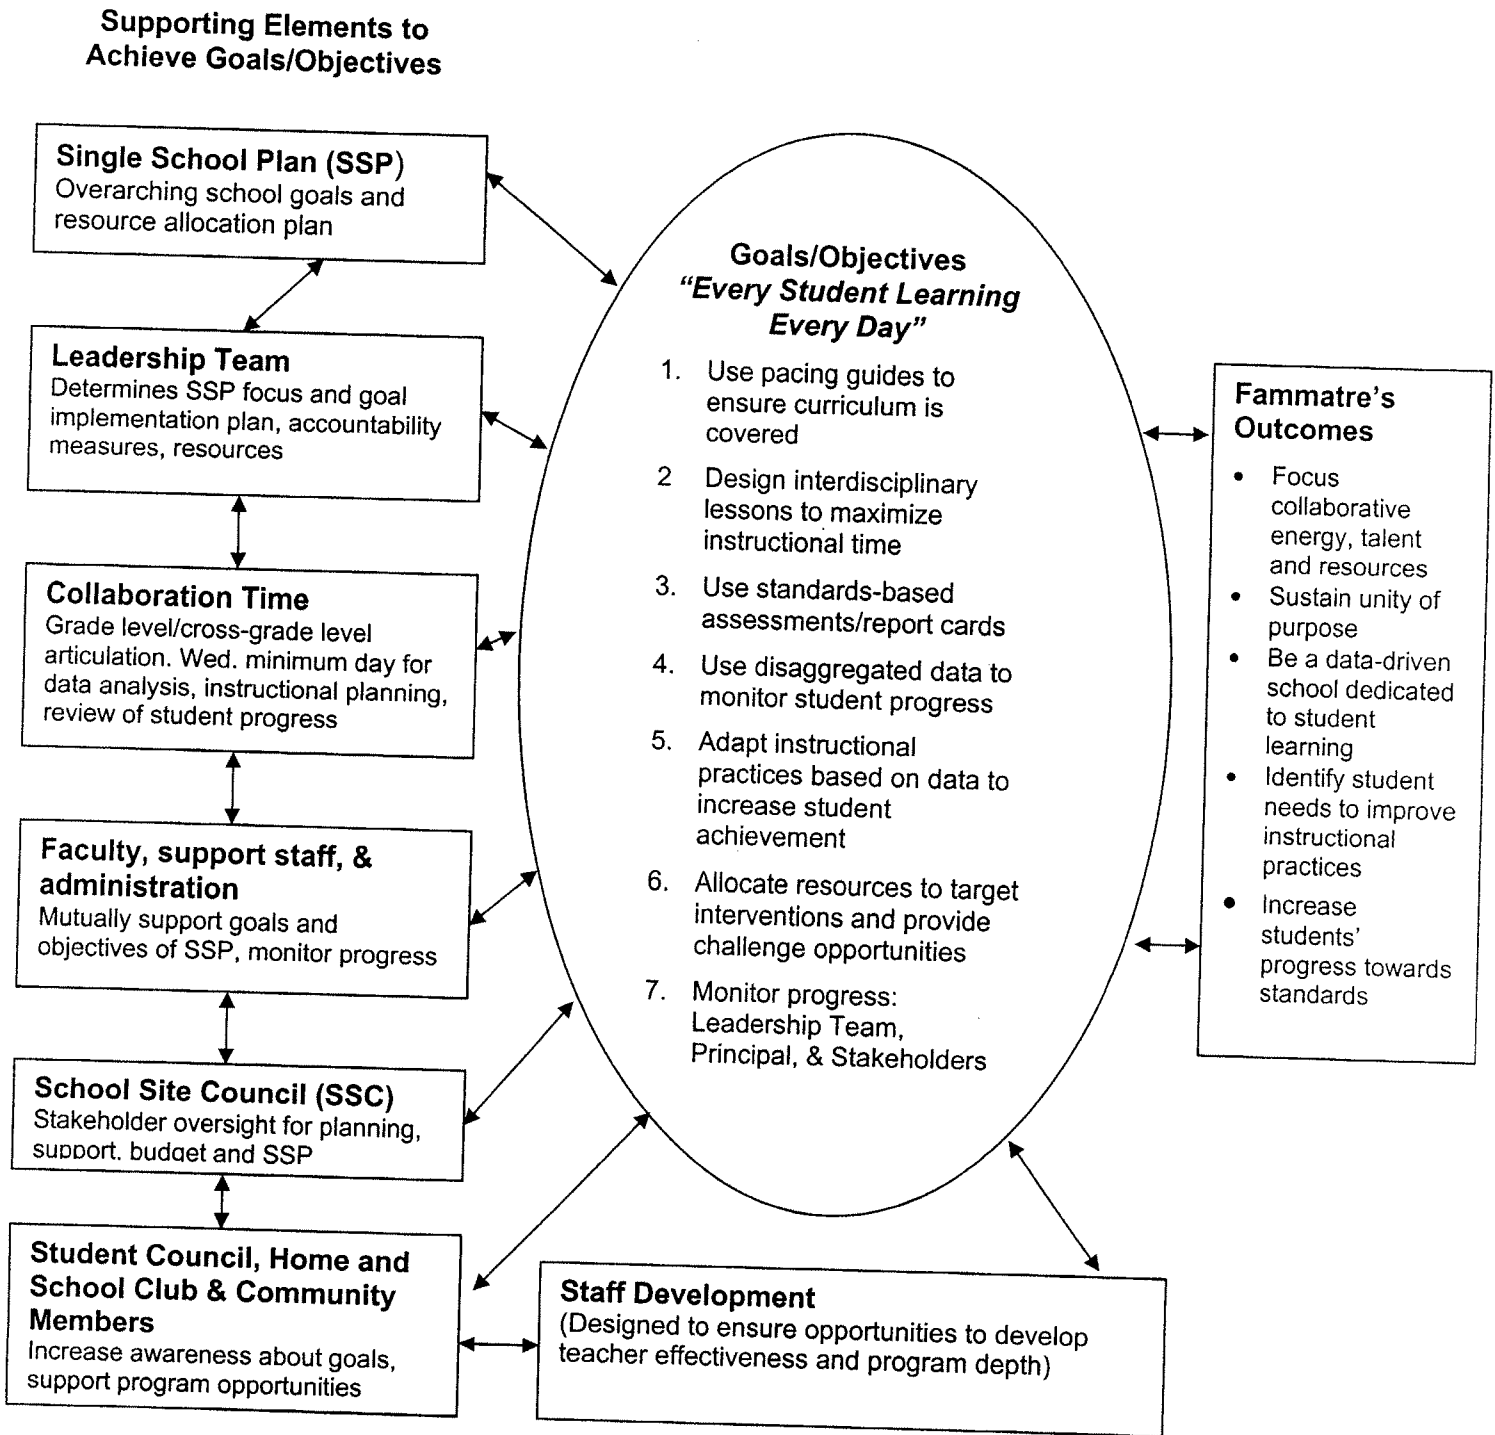 Supporting Elements to
Achieve Goals/Objectives
Single School Plan (SSP)
Overarching school goals and
resource allocation plan
Leadership Team
Determines SSP focus and goal
implementation plan, accountability
measures, resources
Collaboration Time
Grade level/cross-grade level
articulation. Wed. minimum day for
data analysis, instructional planning,
review of student progress
Faculty, support staff, &
administration
Mutually support goals and
objectives of SSP, monitor progress
School Site Council (SSC)
Stakeholder oversight for planning,
support, budget and SSP
Student Council, Home and
School Club & Community
Members
Increase awareness about goals,
support program opportunities
Staff Development
(Designed to ensure opportunities to develop
teacher effectiveness and program depth)
Goals/Objectives
“Every Student Learning
Every Day”
1. Use pacing guides to
ensure curriculum is
covered
2 Design interdisciplinary
lessons to maximize
instructional time
3. Use standards-based
assessments/report cards
4. Use disaggregated data to
monitor student progress
5. Adapt instructional
practices based on data to
increase student
achievement
6. Allocate resources to target
interventions and provide
challenge opportunities
7. Monitor progress:
Leadership Team,
Principal, & Stakeholders
Fammatre’s
Outcomes
• Focus
collaborative
energy, talent
and resources
• Sustain unity of
purpose
• Be a data-driven
school dedicated
to student
learning
• Identify student
needs to improve
instructional
practices
• Increase
students’
progress towards
standards